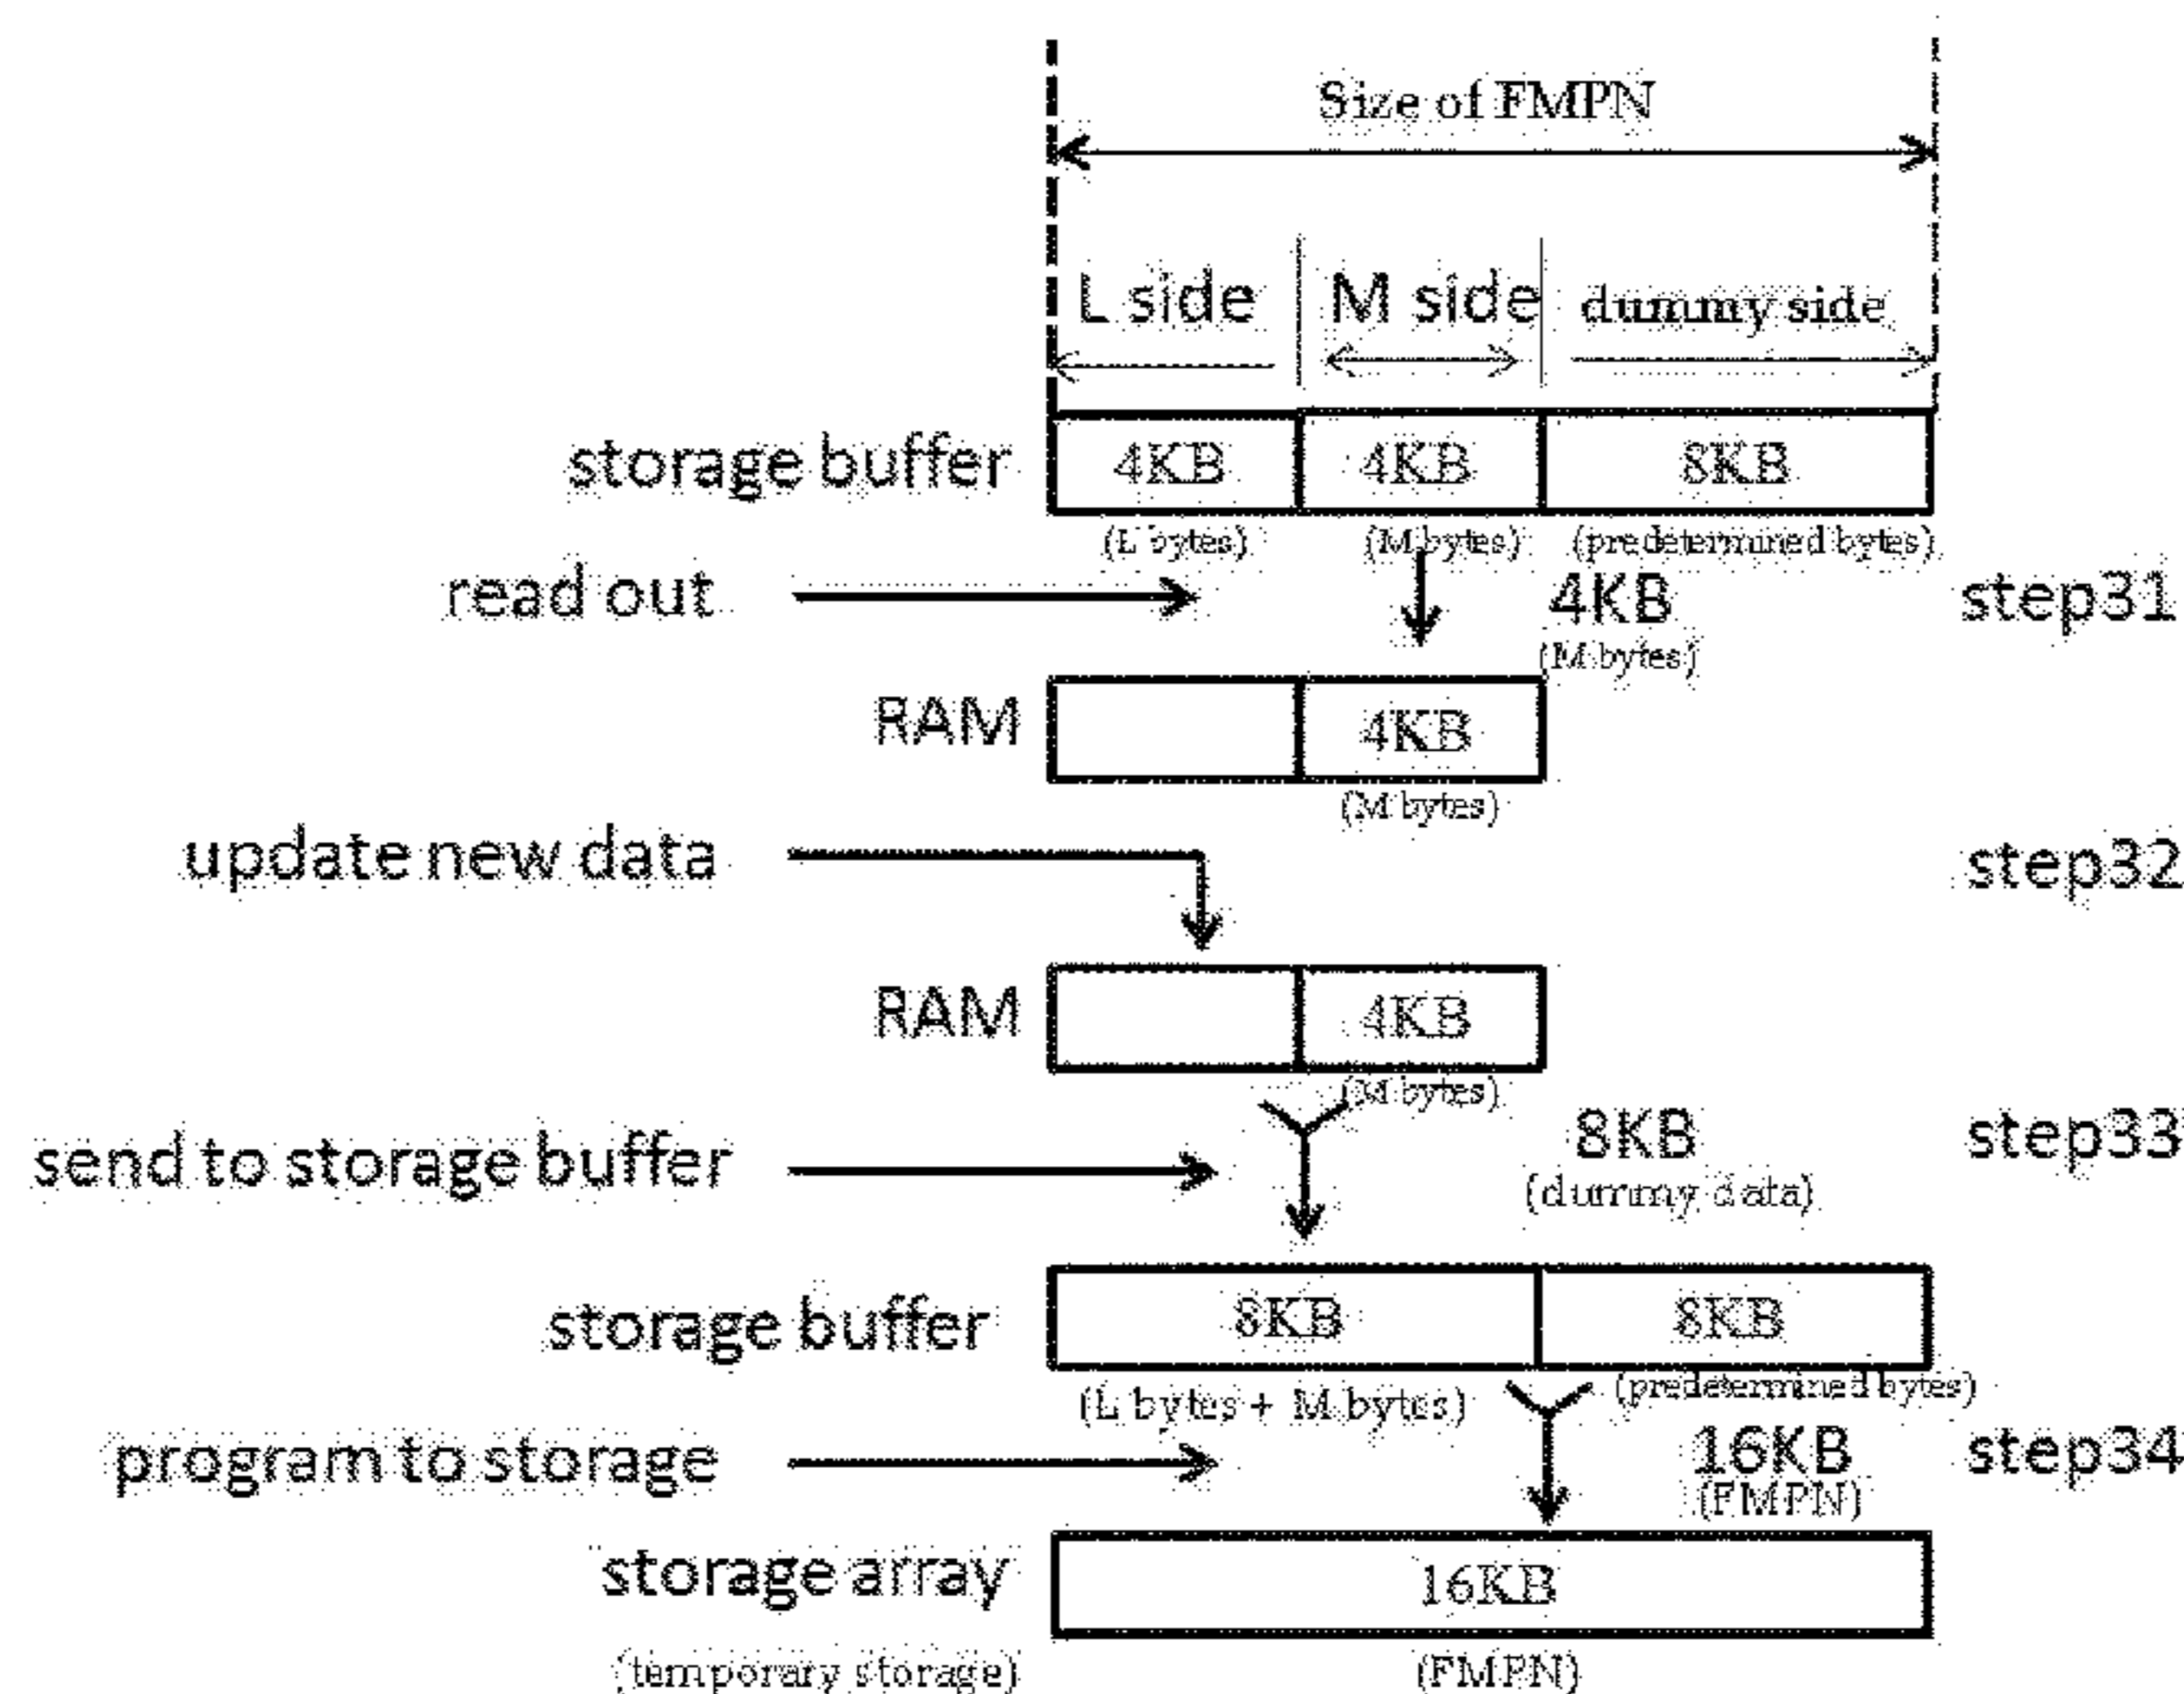 Size of FMPN
L side M side dummy side
storage buffer 4KB 4KB 8KB
(L bytes) (M bytes) (predetermined bytes)
read out 4KB step31
(M bytes)
RAM 4KB
(M bytes)
update new data step32
RAM 4KB
(M bytes)
send to storage buffer 8KB step33
(dummy data)
storage buffer 8KB 8KB
(L bytes + M bytes) (predetermined bytes)
program to storage 16KB step34
(FMPN)
storage array 16KB
(temporary storage) (FMPN)